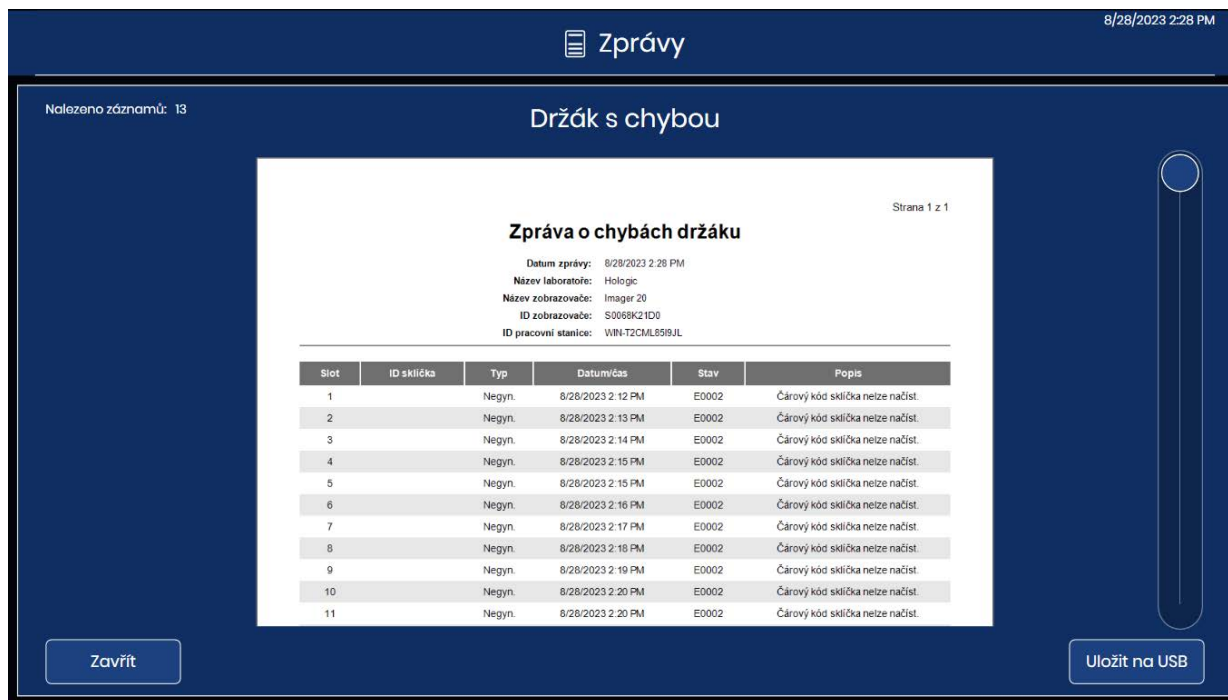 8/28/2023 2:28 PM
Zprávy
Nalezeno záznamů: 13
Držák s chybou
Strana 1 z 1
Zpráva o chybách držáku
Datum zprávy: 8/28/2023 2:28 PM
Název laboratoře: Hologic
Název zobrazovače: Imager 20
ID zobrazovače: S0068K21D0
ID pracovní stanice: WIN-T2CML85I9JL
Slot ID sklíčka Typ Datum/čas Stav Popis
1 Negyn. 8/28/2023 2:12 PM E0002 Čárový kód sklíčka nelze načíst.
2 Negyn. 8/28/2023 2:13 PM E0002 Čárový kód sklíčka nelze načíst.
3 Negyn. 8/28/2023 2:14 PM E0002 Čárový kód sklíčka nelze načíst.
4 Negyn. 8/28/2023 2:15 PM E0002 Čárový kód sklíčka nelze načíst.
5 Negyn. 8/28/2023 2:15 PM E0002 Čárový kód sklíčka nelze načíst.
6 Negyn. 8/28/2023 2:16 PM E0002 Čárový kód sklíčka nelze načíst.
7 Negyn. 8/28/2023 2:17 PM E0002 Čárový kód sklíčka nelze načíst.
8 Negyn. 8/28/2023 2:18 PM E0002 Čárový kód sklíčka nelze načíst.
9 Negyn. 8/28/2023 2:19 PM E0002 Čárový kód sklíčka nelze načíst.
10 Negyn. 8/28/2023 2:20 PM E0002 Čárový kód sklíčka nelze načíst.
11 Negyn. 8/28/2023 2:20 PM E0002 Čárový kód sklíčka nelze načíst.
Zavřít
Uložit na USB